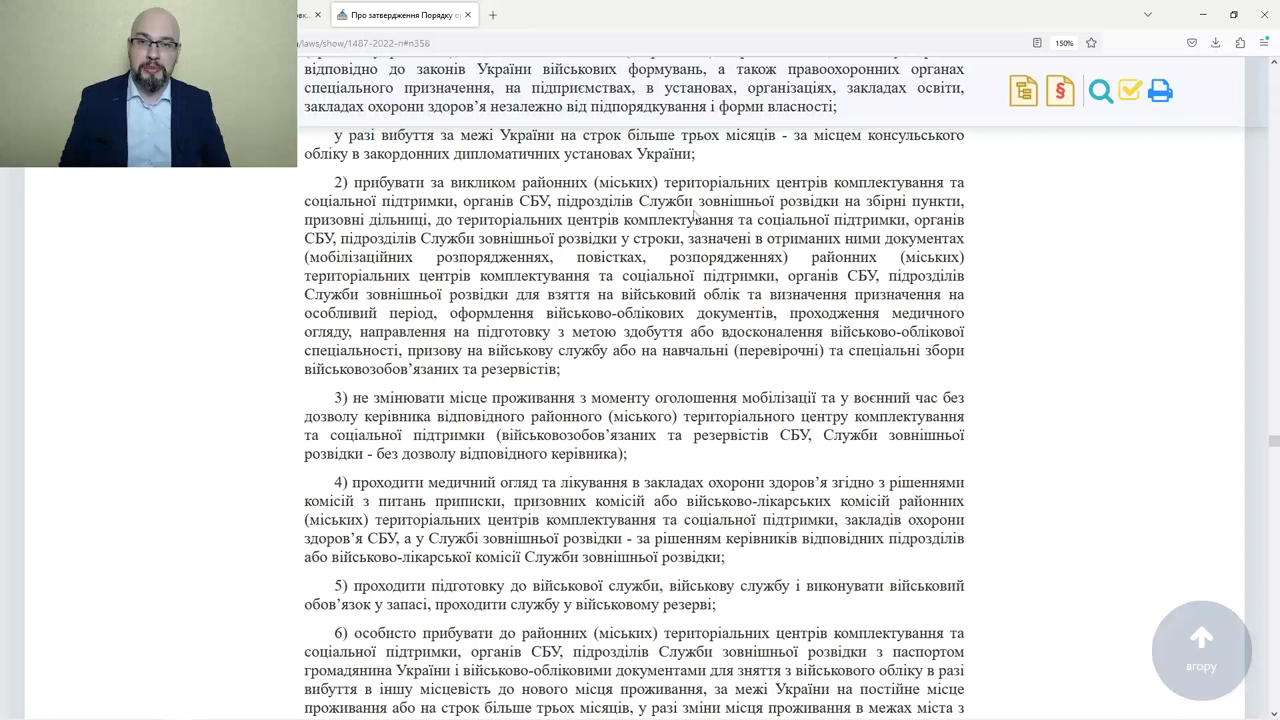 овк..
Про затвердження Порядку о
/laws/show/1487-2022-п#n356
150%
відповідно до законів України військових формувань, а також правоохоронних органах
спеціального призначення, на підприємствах, в установах, організаціях, закладах освіти,
закладах охорони здоров’я незалежно від підпорядкування і форми власності;
у разі вибуття за межі України на строк більше трьох місяців - за місцем консульського
обліку в закордонних дипломатичних установах України;
2) прибувати за викликом районних (міських) територіальних центрів комплектування та
соціальної підтримки, органів СБУ, підрозділів Служби зовнішньої розвідки на збірні пункти,
призовні дільниці, до територіальних центрів комплектування та соціальної підтримки, органів
СБУ, підрозділів Служби зовнішньої розвідки у строки, зазначені в отриманих ними документах
(мобілізаційних розпорядженнях, повістках, розпорядженнях) районних (міських)
територіальних центрів комплектування та соціальної підтримки, органів СБУ, підрозділів
Служби зовнішньої розвідки для взяття на військовий облік та визначення призначення на
особливий період, оформлення військово-облікових документів, проходження медичного
огляду, направлення на підготовку з метою здобуття або вдосконалення військово-облікової
спеціальності, призову на військову службу або на навчальні (перевірочні) та спеціальні збори
військовозобов’язаних та резервістів;
3) не змінювати місце проживання з моменту оголошення мобілізації та у воєнний час без
дозволу керівника відповідного районного (міського) територіального центру комплектування
та соціальної підтримки (військовозобов’язаних та резервістів СБУ, Служби зовнішньої
розвідки - без дозволу відповідного керівника);
4) проходити медичний огляд та лікування в закладах охорони здоров’я згідно з рішеннями
комісій з питань приписки, призовних комісій або військово-лікарських комісій районних
(міських) територіальних центрів комплектування та соціальної підтримки, закладів охорони
здоров’я СБУ, а у Службі зовнішньої розвідки - за рішенням керівників відповідних підрозділів
або військово-лікарської комісії Служби зовнішньої розвідки;
5) проходити підготовку до військової служби, військову службу і виконувати військовий
обов’язок у запасі, проходити службу у військовому резерві;
6) особисто прибувати до районних (міських) територіальних центрів комплектування та
соціальної підтримки, органів СБУ, підрозділів Служби зовнішньої розвідки з паспортом
громадянина України і військово-обліковими документами для зняття з військового обліку в разі
вибуття в іншу місцевість до нового місця проживання, за межі України на постійне місце
проживання або на строк більше трьох місяців, у разі зміни місця проживання в межах міста з
вгору